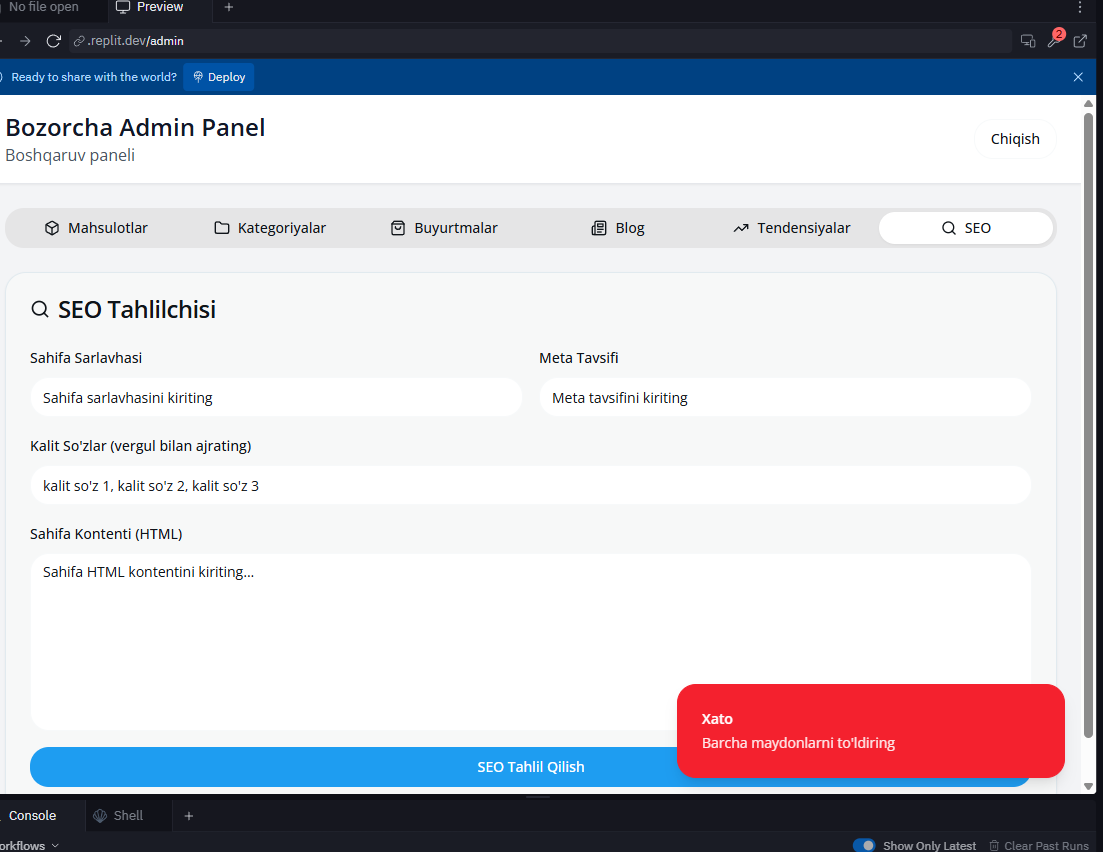 No file open
Preview
.replit.dev/admin
2
Ready to share with the world?
Deploy
Bozorcha Admin Panel
Boshqaruv paneli
Chiqish
Mahsulotlar
Kategoriyalar
Buyurtmalar
Blog
Tendensiyalar
SEO
SEO Tahlilchisi
Sahifa Sarlavhasi
Meta Tavsifi
Sahifa sarlavhasini kiriting
Meta tavsifini kiriting
Kalit So'zlar (vergul bilan ajrating)
kalit so'z 1, kalit so'z 2, kalit so'z 3
Sahifa Kontenti (HTML)
Sahifa HTML kontentini kiriting...
Xato
Barcha maydonlarni to'ldiring
SEO Tahlil Qilish
Console
Shell
orkflows
Show Only Latest
Clear Past Runs